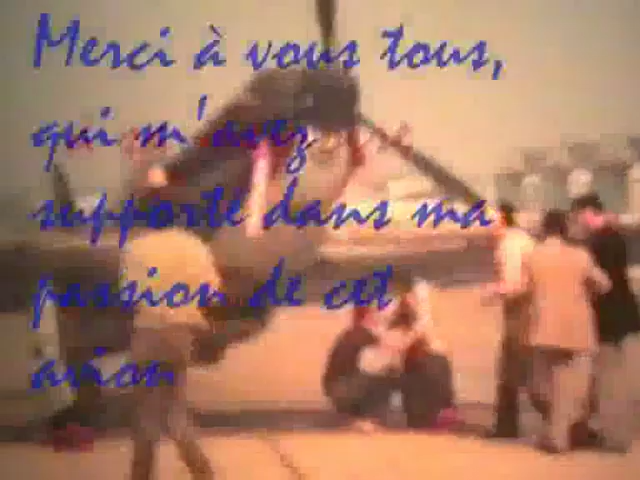 Merci à vous tous,
qui m'avez
supporté dans ma
passion de cet
avion